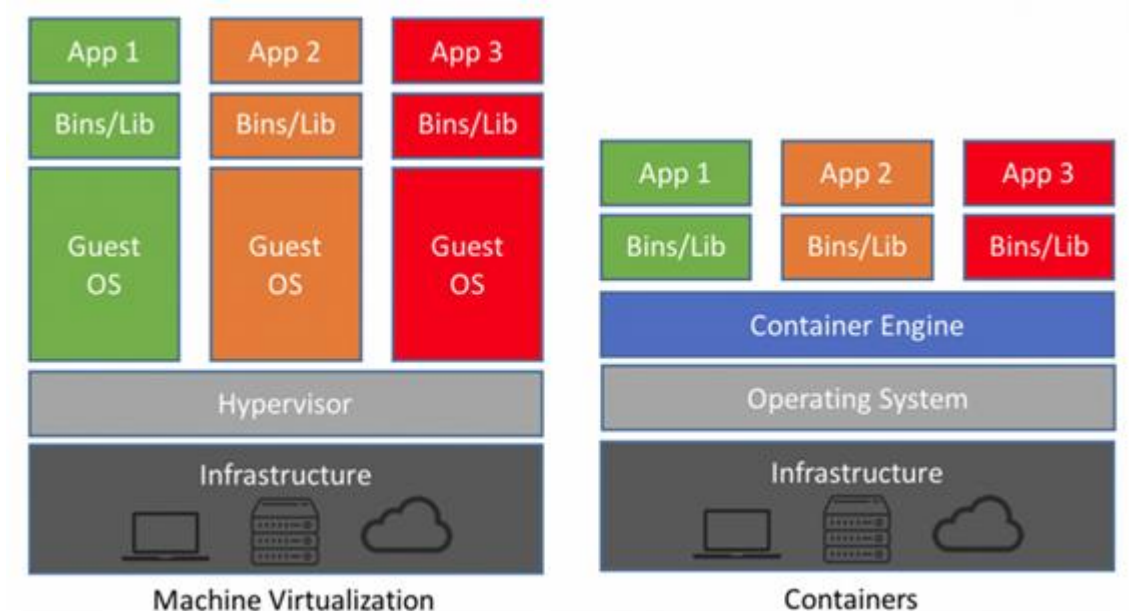 App 1
App 2
App 3
Bins/Lib
Bins/Lib
Bins/Lib
Guest
OS
Guest
OS
Guest
OS
Hypervisor
Infrastructure
Machine Virtualization
App 1
App 2
App 3
Bins/Lib
Bins/Lib
Bins/Lib
Container Engine
Operating System
Infrastructure
Containers